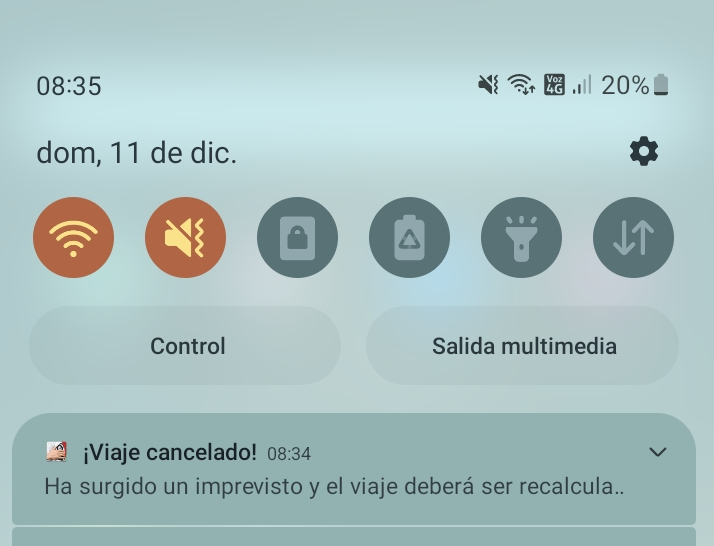 08:35
Voz 4G 20%
dom, 11 de dic.
Control
Salida multimedia
¡Viaje cancelado! 08:34
Ha surgido un imprevisto y el viaje deberá ser recalcula..